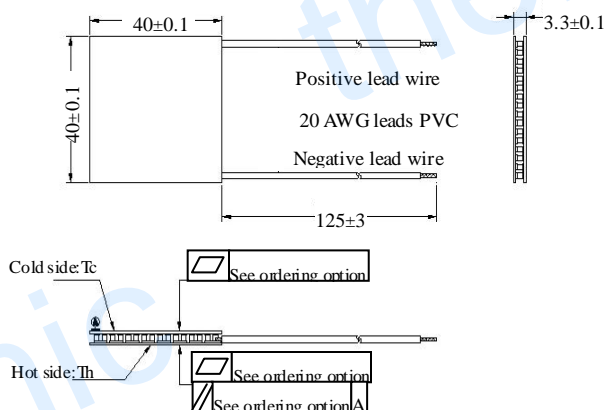 40±0.1
3.3±0.1
40±0.1
Positive lead wire
20 AWG leads PVC
Negative lead wire
125±3
Cold side:Tc
See ordering option
Hot side:Th
See ordering option
See ordering option A